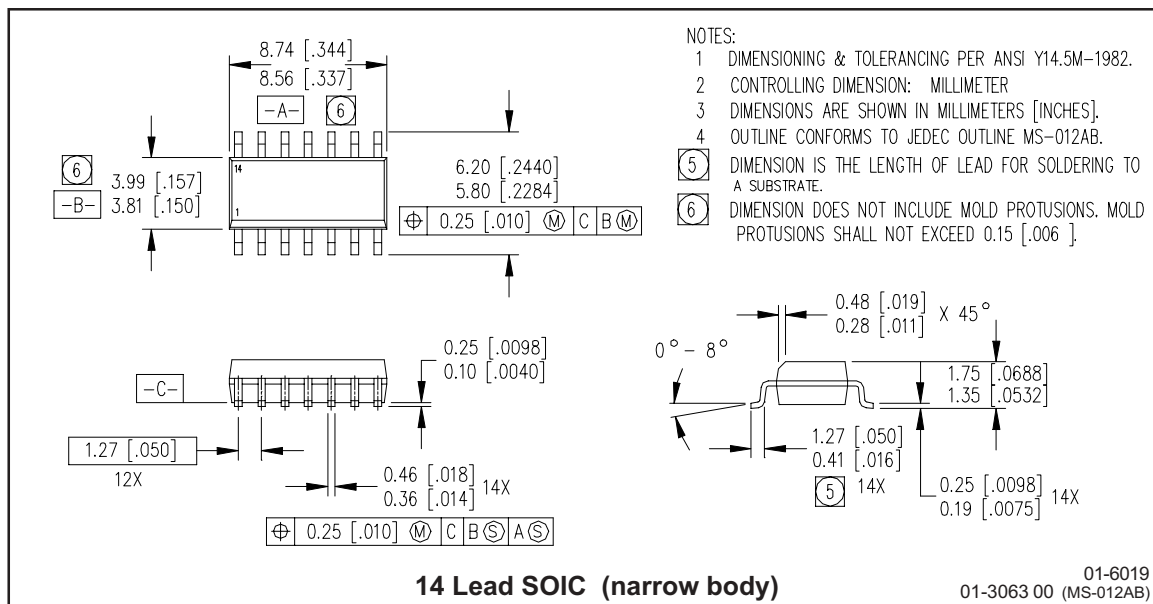 8.74 [.344]
8.56 [.337]
-A- 6
14
1
6
3.99 [.157]
-B- 3.81 [.150]
6.20 [.2440]
5.80 [.2284]
⌖ 0.25 [.010] Ⓜ C B Ⓜ
NOTES:
1 DIMENSIONING & TOLERANCING PER ANSI Y14.5M-1982.
2 CONTROLLING DIMENSION: MILLIMETER
3 DIMENSIONS ARE SHOWN IN MILLIMETERS [INCHES].
4 OUTLINE CONFORMS TO JEDEC OUTLINE MS-012AB.
5 DIMENSION IS THE LENGTH OF LEAD FOR SOLDERING TO
A SUBSTRATE.
6 DIMENSION DOES NOT INCLUDE MOLD PROTUSIONS. MOLD
PROTUSIONS SHALL NOT EXCEED 0.15 [.006 ].
-C-
0.25 [.0098]
0.10 [.0040]
1.27 [.050]
12X
0.46 [.018]
0.36 [.014] 14X
⌖ 0.25 [.010] Ⓜ C B Ⓢ A Ⓢ
0.48 [.019]
0.28 [.011] X 45°
0°-8°
1.75 [.0688]
1.35 [.0532]
1.27 [.050]
0.41 [.016]
5 14X
0.25 [.0098]
0.19 [.0075] 14X
14 Lead SOIC (narrow body)
01-6019
01-3063 00 (MS-012AB)